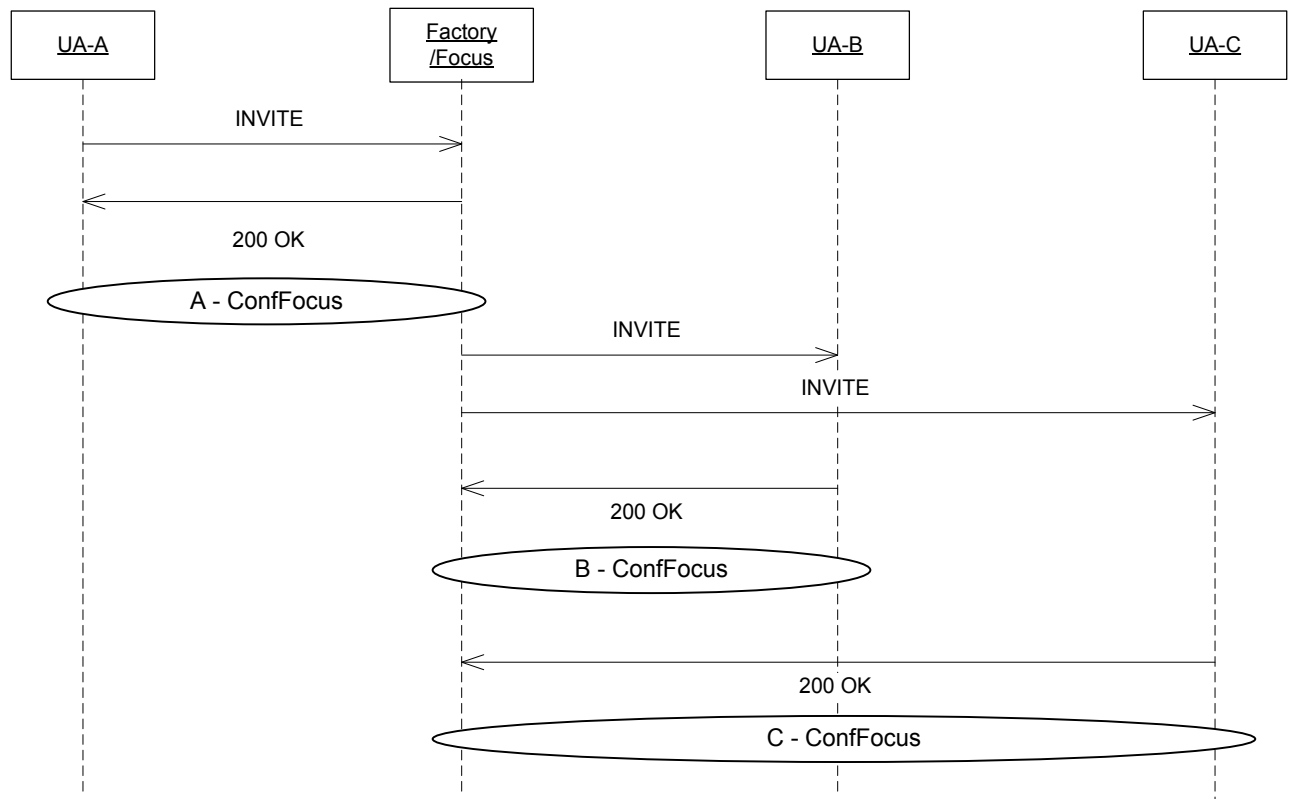 UA-A
Factory
/Focus
UA-B
UA-C
INVITE
200 OK
A - ConfFocus
INVITE
INVITE
200 OK
B - ConfFocus
200 OK
C - ConfFocus